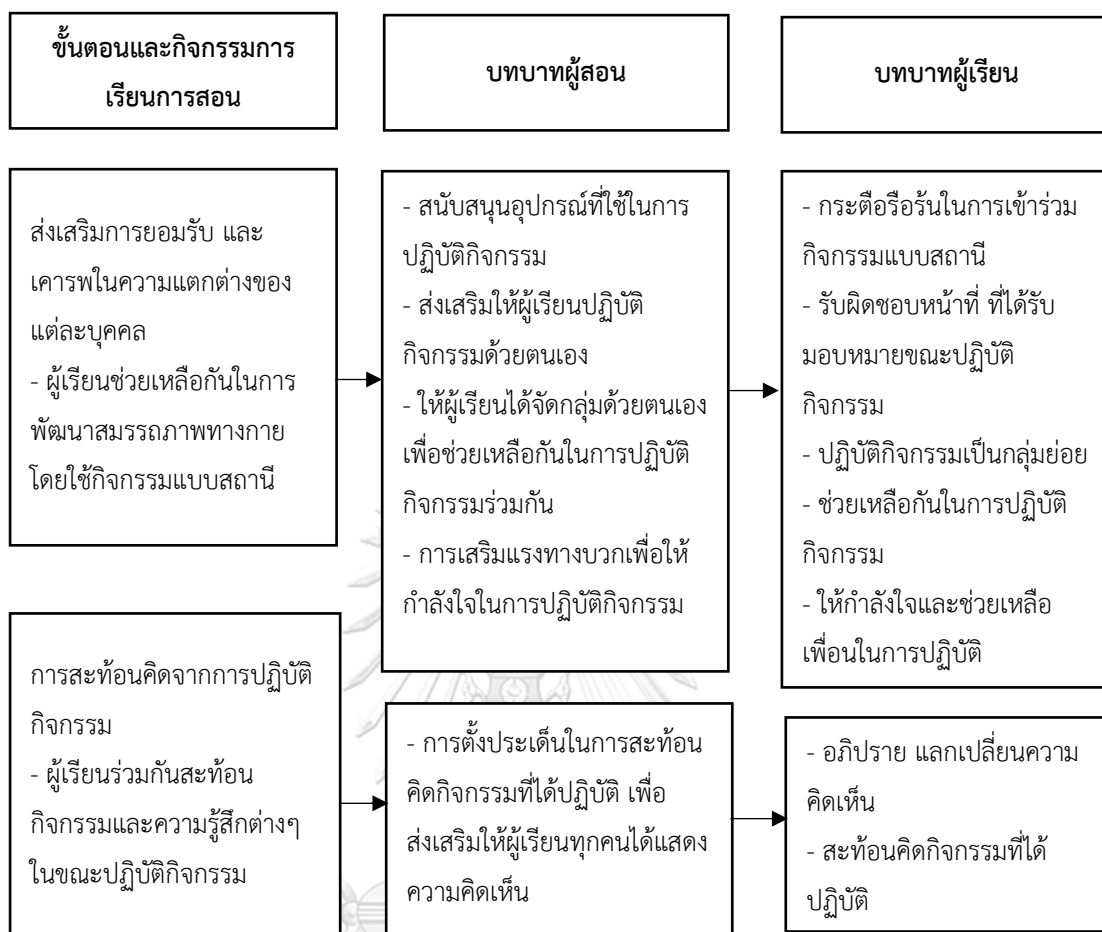 ขั้นตอนและกิจกรรมการ
เรียนการสอน
บทบาทผู้สอน
บทบาทผู้เรียน
ส่งเสริมการยอมรับ และ
เคารพในความแตกต่างของ
แต่ละบุคคล
- ผู้เรียนช่วยเหลือกันในการ
พัฒนาสมรรถภาพทางกาย
โดยใช้กิจกรรมแบบสถานี
- สนับสนุนอุปกรณ์ที่ใช้ในการ
ปฏิบัติกิจกรรม
- ส่งเสริมให้ผู้เรียนปฏิบัติ
กิจกรรมด้วยตนเอง
- ให้ผู้เรียนได้จัดกลุ่มด้วยตนเอง
เพื่อช่วยเหลือกันในการปฏิบัติ
กิจกรรมร่วมกัน
- การเสริมแรงทางบวกเพื่อให้
กำลังใจในการปฏิบัติกิจกรรม
- กระตือรือร้นในการเข้าร่วม
กิจกรรมแบบสถานี
- รับผิดชอบหน้าที่ ที่ได้รับ
มอบหมายขณะปฏิบัติ
กิจกรรม
- ปฏิบัติกิจกรรมเป็นกลุ่มย่อย
- ช่วยเหลือกันในการปฏิบัติ
กิจกรรม
- ให้กำลังใจและช่วยเหลือ
เพื่อนในการปฏิบัติ
การสะท้อนคิดจากการปฏิบัติ
กิจกรรม
- ผู้เรียนร่วมกันสะท้อน
กิจกรรมและความรู้สึกต่างๆ
ในขณะปฏิบัติกิจกรรม
- การตั้งประเด็นในการสะท้อน
คิดกิจกรรมที่ได้ปฏิบัติ เพื่อ
ส่งเสริมให้ผู้เรียนทุกคนได้แสดง
ความคิดเห็น
- อภิปราย แลกเปลี่ยนความ
คิดเห็น
- สะท้อนคิดกิจกรรมที่ได้
ปฏิบัติ